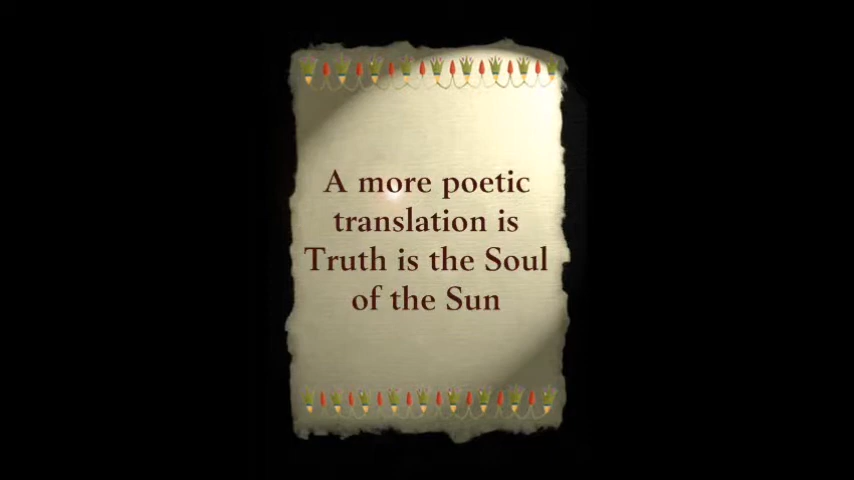 A more poetic
translation is
Truth is the Soul
of the Sun